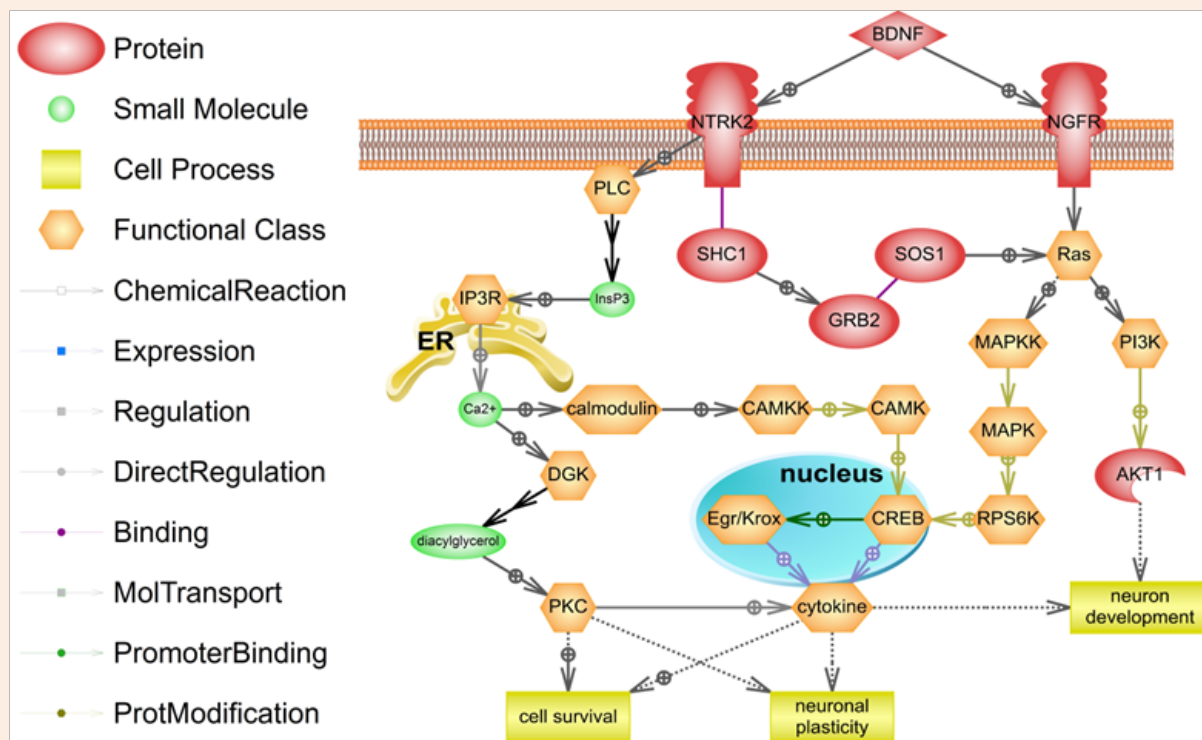 Protein
Small Molecule
Cell Process
Functional Class
ChemicalReaction
Expression
Regulation
DirectRegulation
Binding
MolTransport
PromoterBinding
ProtModification
BDNF
NTRK2
NGFR
PLC
SHC1
SOS1
Ras
IP3R
InsP3
GRB2
ER
MAPKK
PI3K
Ca2+
calmodulin
CAMKK
CAMK
MAPK
DGK
nucleus
AKT1
Egr/Krox
CREB
RPS6K
diacylglycerol
PKC
cytokine
neuron
development
cell survival
neuronal
plasticity